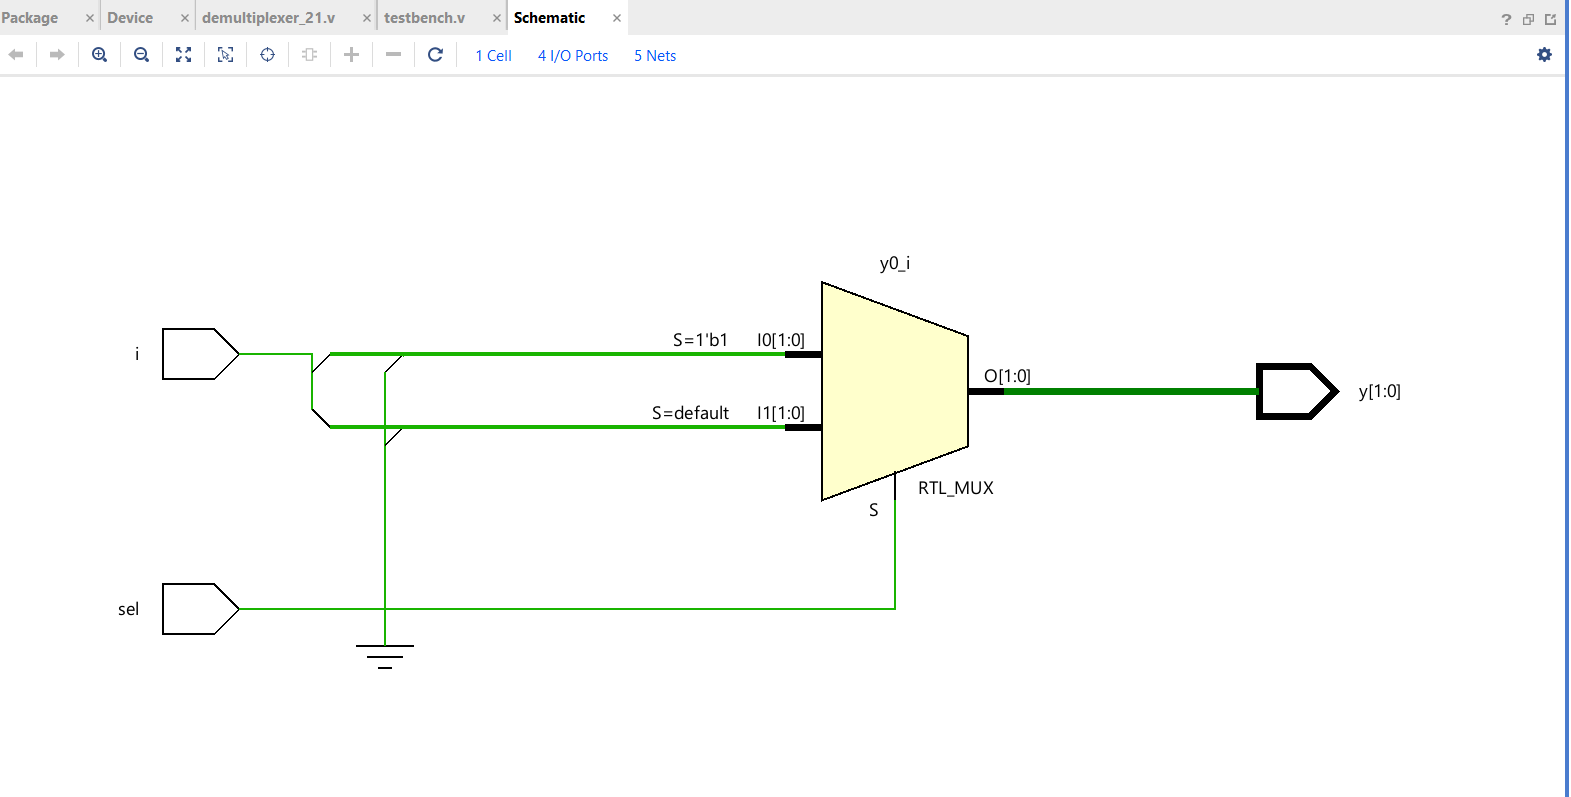 Package × Device × demultiplexer_21.v × testbench.v × Schematic × ?
1 Cell 4 I/O Ports 5 Nets
y0_i
S=1'b1 I0[1:0]
i
O[1:0]
y[1:0]
S=default I1[1:0]
RTL_MUX
S
sel